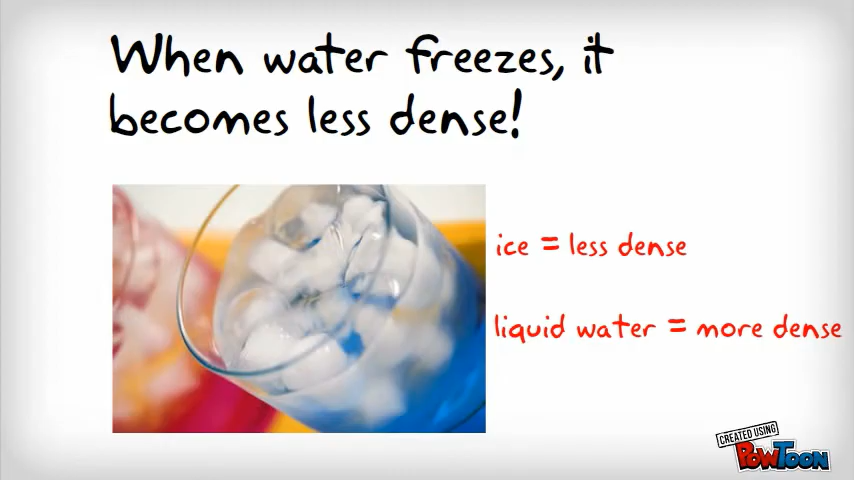 When water freezes, it
becomes less dense!
ice = less dense
liquid water = more dense
CREATED USING
POWTOON